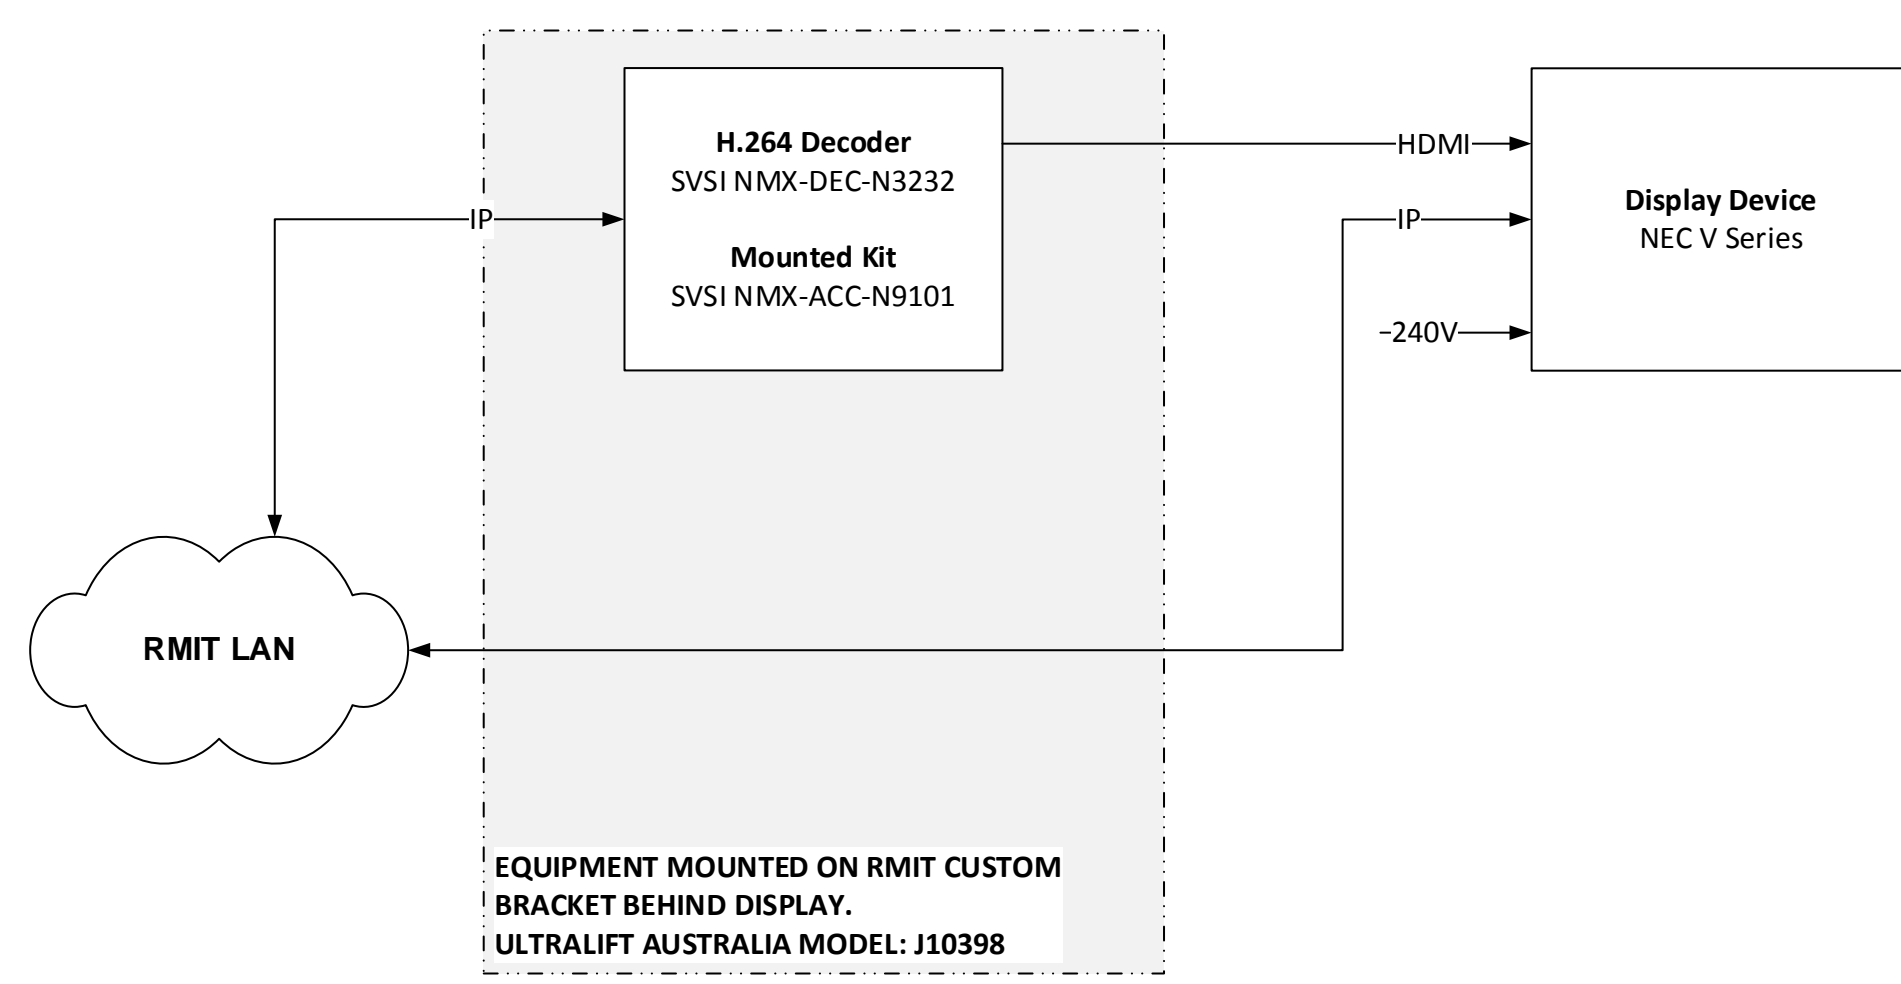 H.264 Decoder
SVSI NMX-DEC-N3232
Mounted Kit
SVSI NMX-ACC-N9101
HDMI
IP
~240V
Display Device
NEC V Series
IP
RMIT LAN
EQUIPMENT MOUNTED ON RMIT CUSTOM
BRACKET BEHIND DISPLAY.
ULTRALIFT AUSTRALIA MODEL: J10398